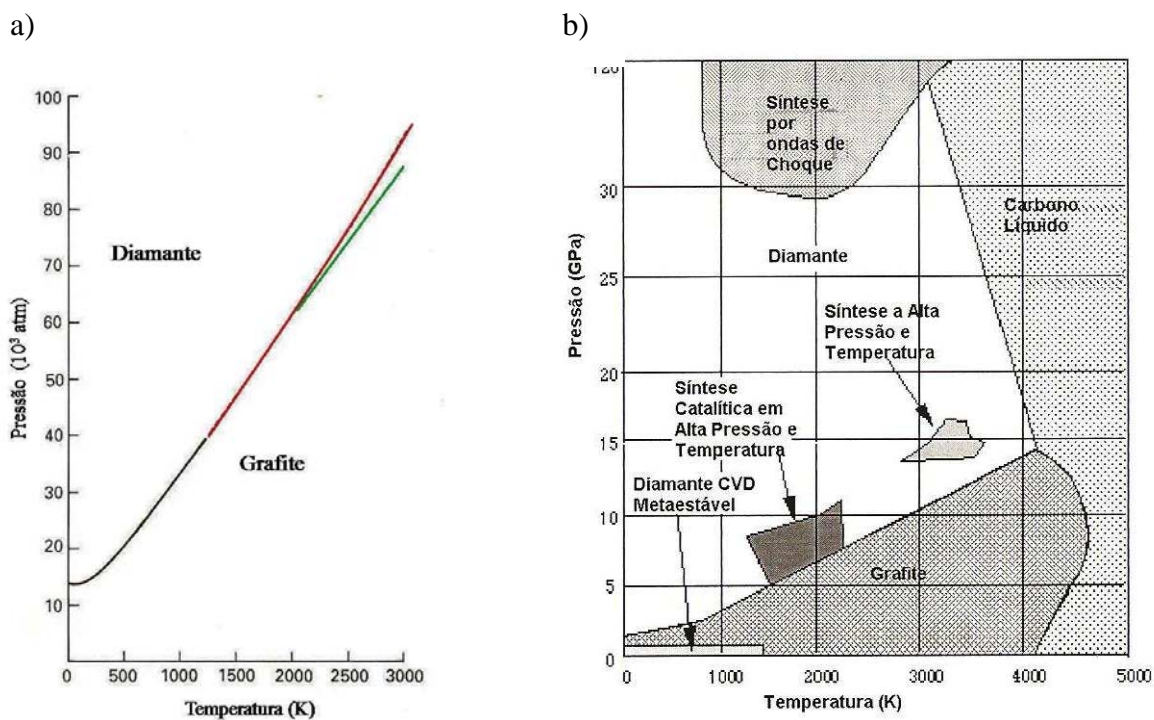 a)
100
90
80
70
60
50
40
30
20
10
Pressão (10³ atm)
Diamante
Grafite
0 500 1000 1500 2000 2500 3000
Temperatura (K)
b)
30
25
20
15
10
5
0
Pressão (GPa)
Síntese
por
ondas de
Choque
Carbono
Líquido
Diamante
Síntese a Alta
Pressão e
Temperatura
Síntese
Catalítica em
Alta Pressão e
Temperatura
Diamante CVD
Metaestável
Grafite
0 1000 2000 3000 4000 5000
Temperatura (K)